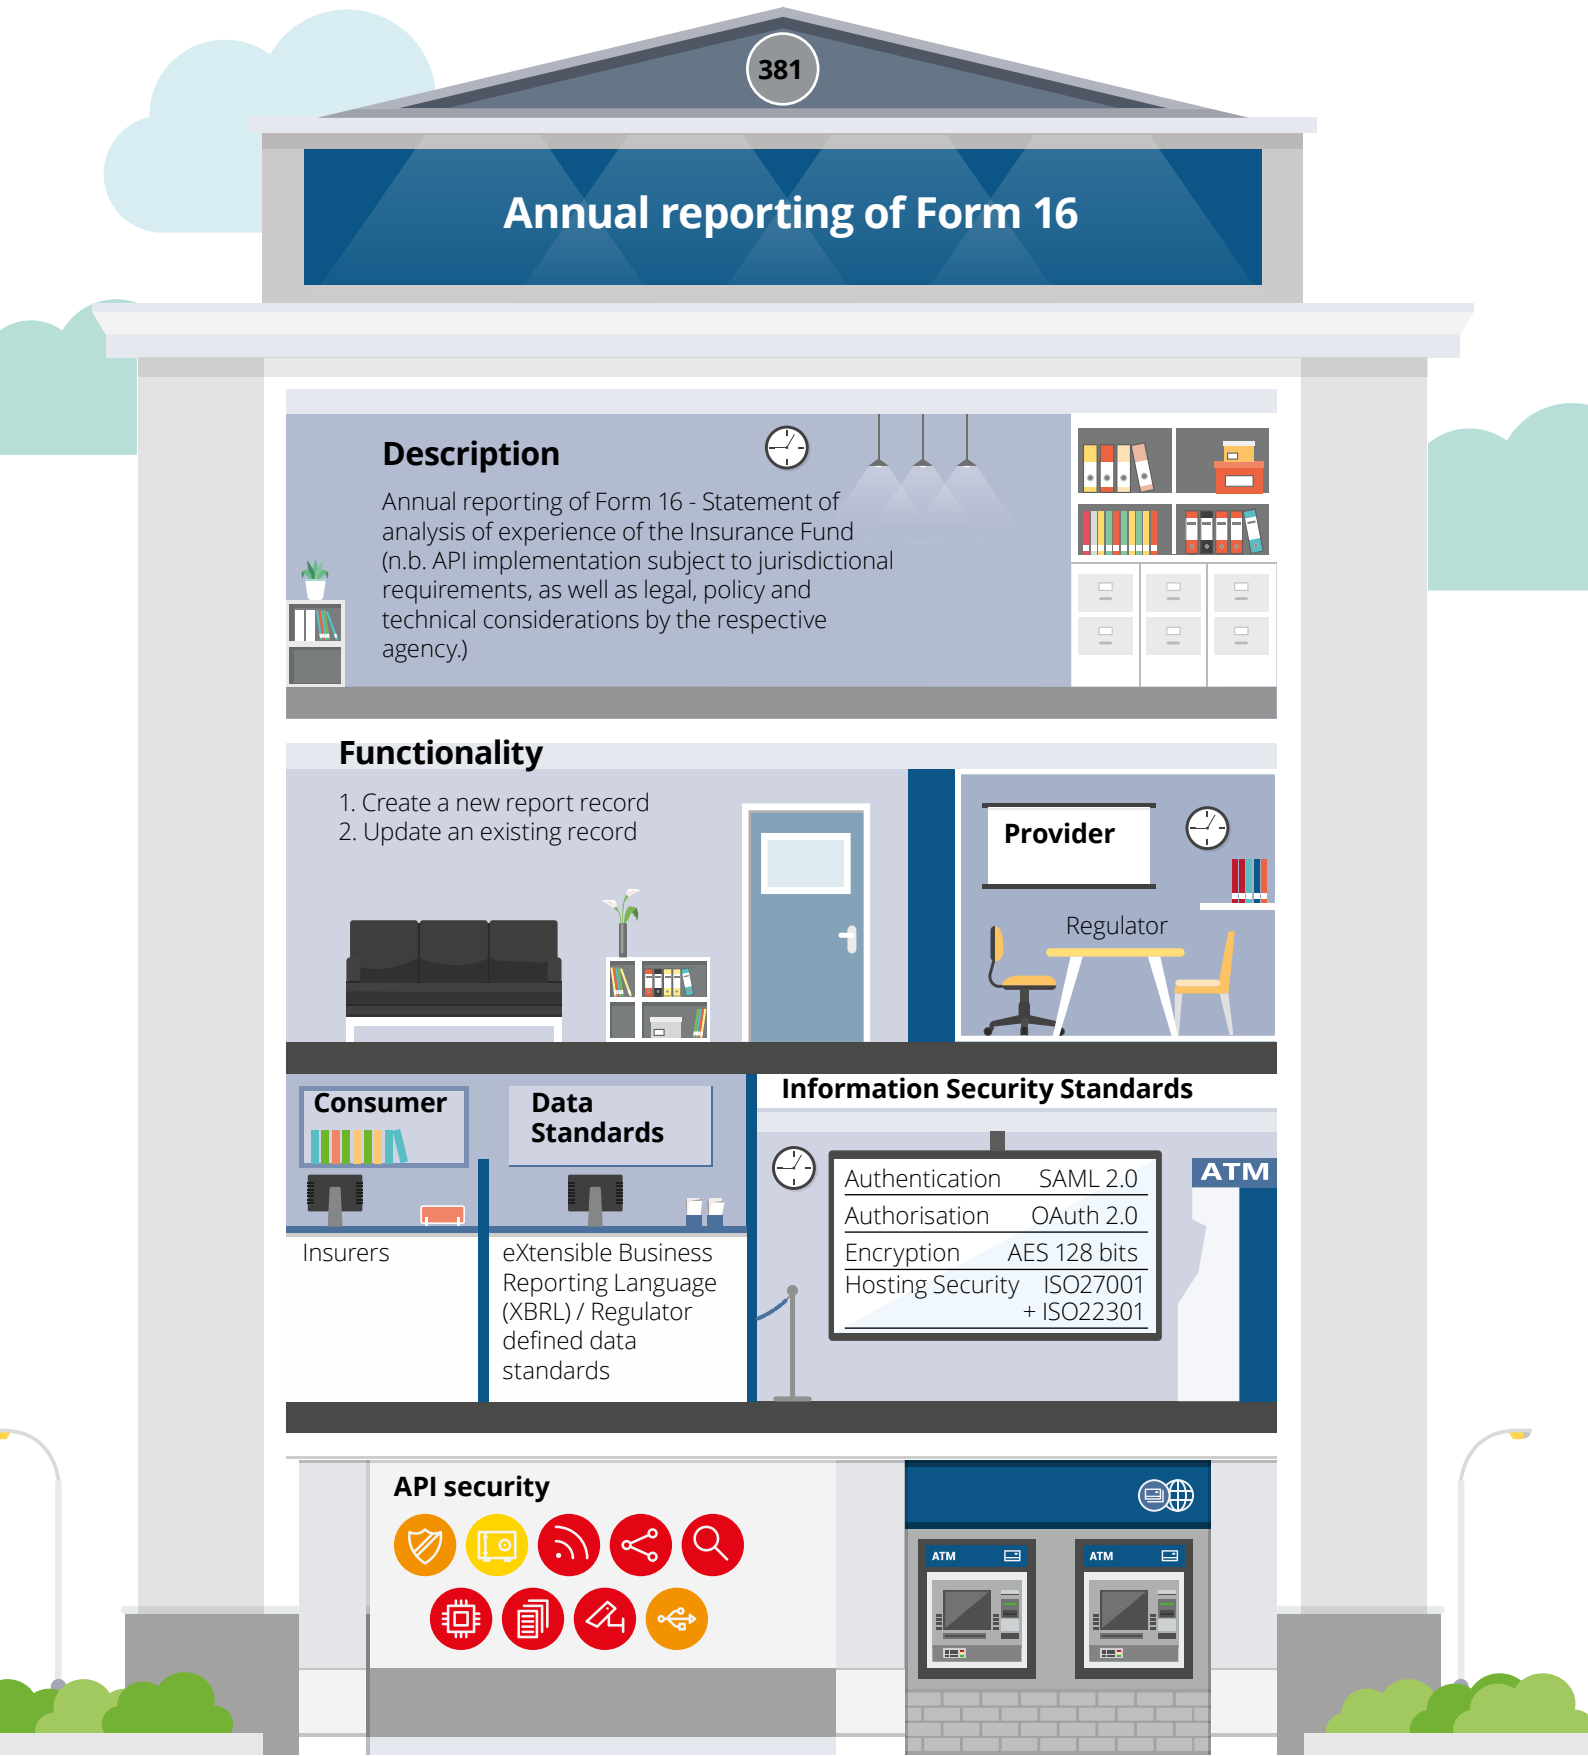 381
Annual reporting of Form 16
Description
Annual reporting of Form 16 - Statement of
analysis of experience of the Insurance Fund
(n.b. API implementation subject to jurisdictional
requirements, as well as legal, policy and
technical considerations by the respective
agency.)
Functionality
1. Create a new report record
2. Update an existing record
Provider
Regulator
Consumer
Insurers
Data
Standards
eXtensible Business
Reporting Language
(XBRL) / Regulator
defined data
standards
Information Security Standards
Authentication SAML 2.0
Authorisation OAuth 2.0
Encryption AES 128 bits
Hosting Security ISO27001
+ ISO22301
ATM
API security
ATM
ATM